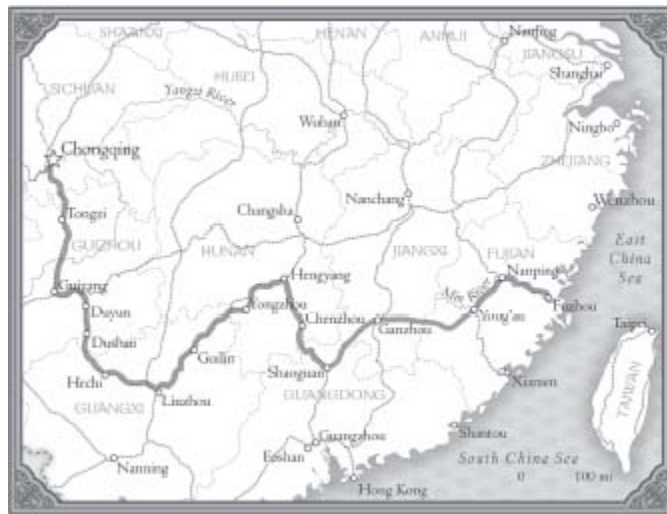 SHAANXI
HENAN
ANHUI
Nanjing
JIANGSU
Shanghai
HUBEI
SICHUAN
Yangzi River
Wuhan
Ningbo
Chongqing
ZHEJIANG
Nanchang
Wenzhou
Tongzi
Changsha
GUIZHOU
HUNAN
JIANGXI
FUJIAN
East
China
Sea
Hengyang
Nanping
Guiyang
Min River
Duyun
Yongzhou
Chenzhou
Ganzhou
Yong'an
Fuzhou
Dushan
Taipei
Guilin
Hechi
Shaoguan
Xiamen
Liuzhou
GUANGDONG
TAIWAN
GUANGXI
Guangzhou
Shantou
Foshan
Nanning
South China Sea
0 100 mi
Hong Kong